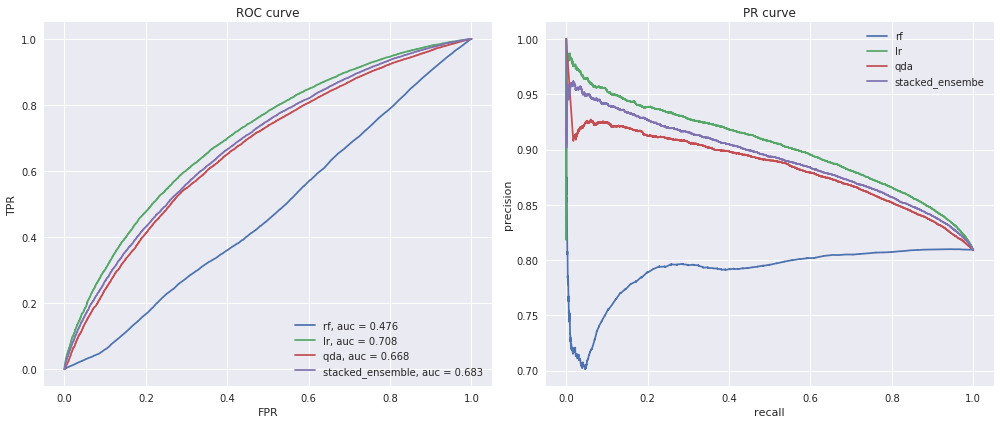 ROC curve
TPR
1.0
0.8
0.6
0.4
0.2
0.0
rf, auc = 0.476
lr, auc = 0.708
qda, auc = 0.668
stacked_ensemble, auc = 0.683
0.0 0.2 0.4 0.6 0.8 1.0
FPR
PR curve
precision
1.00
0.95
0.90
0.85
0.80
0.75
0.70
rf
lr
qda
stacked_ensembe
0.0 0.2 0.4 0.6 0.8 1.0
recall